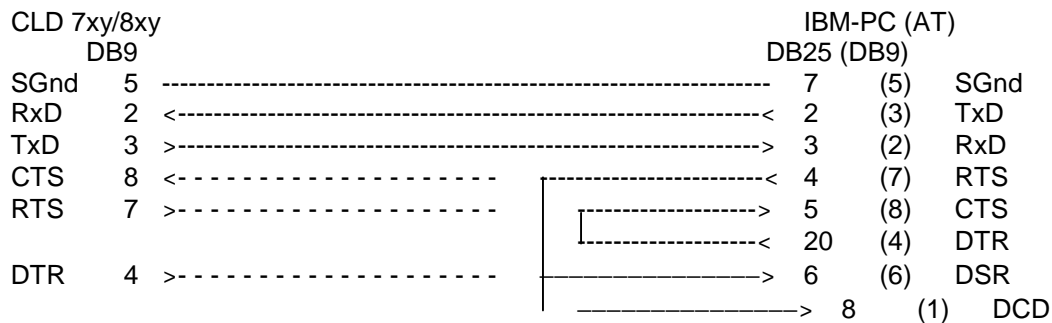 CLD 7xy/8xy IBM-PC (AT)
DB9 DB25 (DB9)
SGnd 5 ------------------------------------------------------------------- 7 (5) SGnd
RxD 2 <----------------------------------------------------------------< 2 (3) TxD
TxD 3 >----------------------------------------------------------------> 3 (2) RxD
CTS 8 <- - - - - - - - - - - - - - - - - - ------------------------< 4 (7) RTS
RTS 7 >- - - - - - - - - - - - - - - - - - --------------------> 5 (8) CTS
--------------------< 20 (4) DTR
DTR 4 >- - - - - - - - - - - - - - - - - - ––––––––––––––––> 6 (6) DSR
––––––––––––––––> 8 (1) DCD